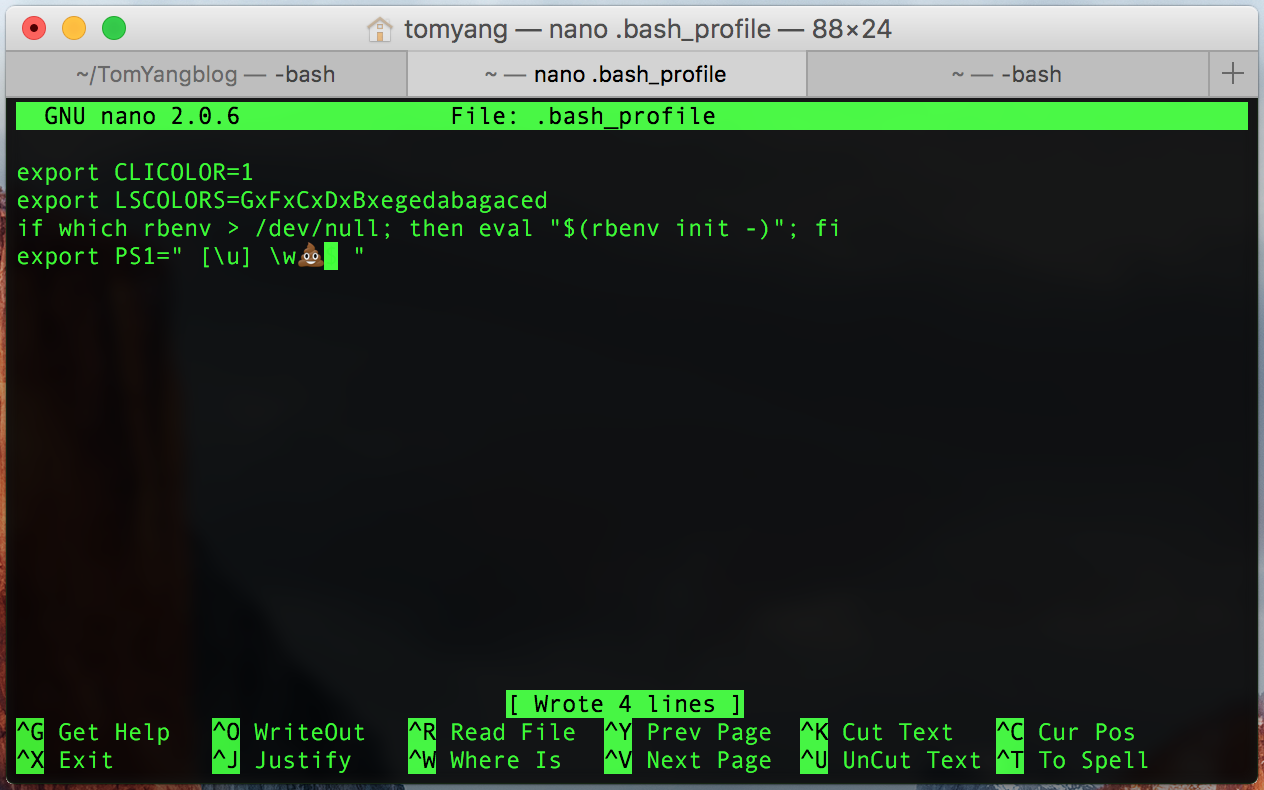 tomyang — nano .bash_profile — 88×24
~/TomYangblog — -bash
~ — nano .bash_profile
~ — -bash
GNU nano 2.0.6 File: .bash_profile
export CLICOLOR=1
export LSCOLORS=GxFxCxDxBxegedabagaced
if which rbenv > /dev/null; then eval "$(rbenv init -)"; fi
export PS1=" [\u] \w💩 "
[ Wrote 4 lines ]
^G Get Help ^O WriteOut ^R Read File ^Y Prev Page ^K Cut Text ^C Cur Pos
^X Exit ^J Justify ^W Where Is ^V Next Page ^U UnCut Text ^T To Spell